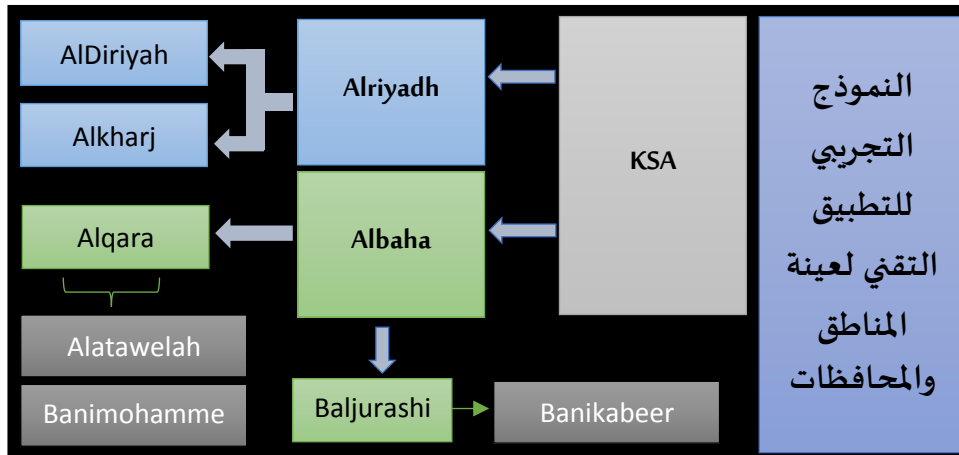 النموذج
التجريبي
للتطبيق
التقني لعينة
المناطق
والمحافظات
KSA
Alriyadh
AlDiriyah
Alkharj
Albaha
Alqara
Alatawelah
Banimohamme
Baljurashi
Banikabeer